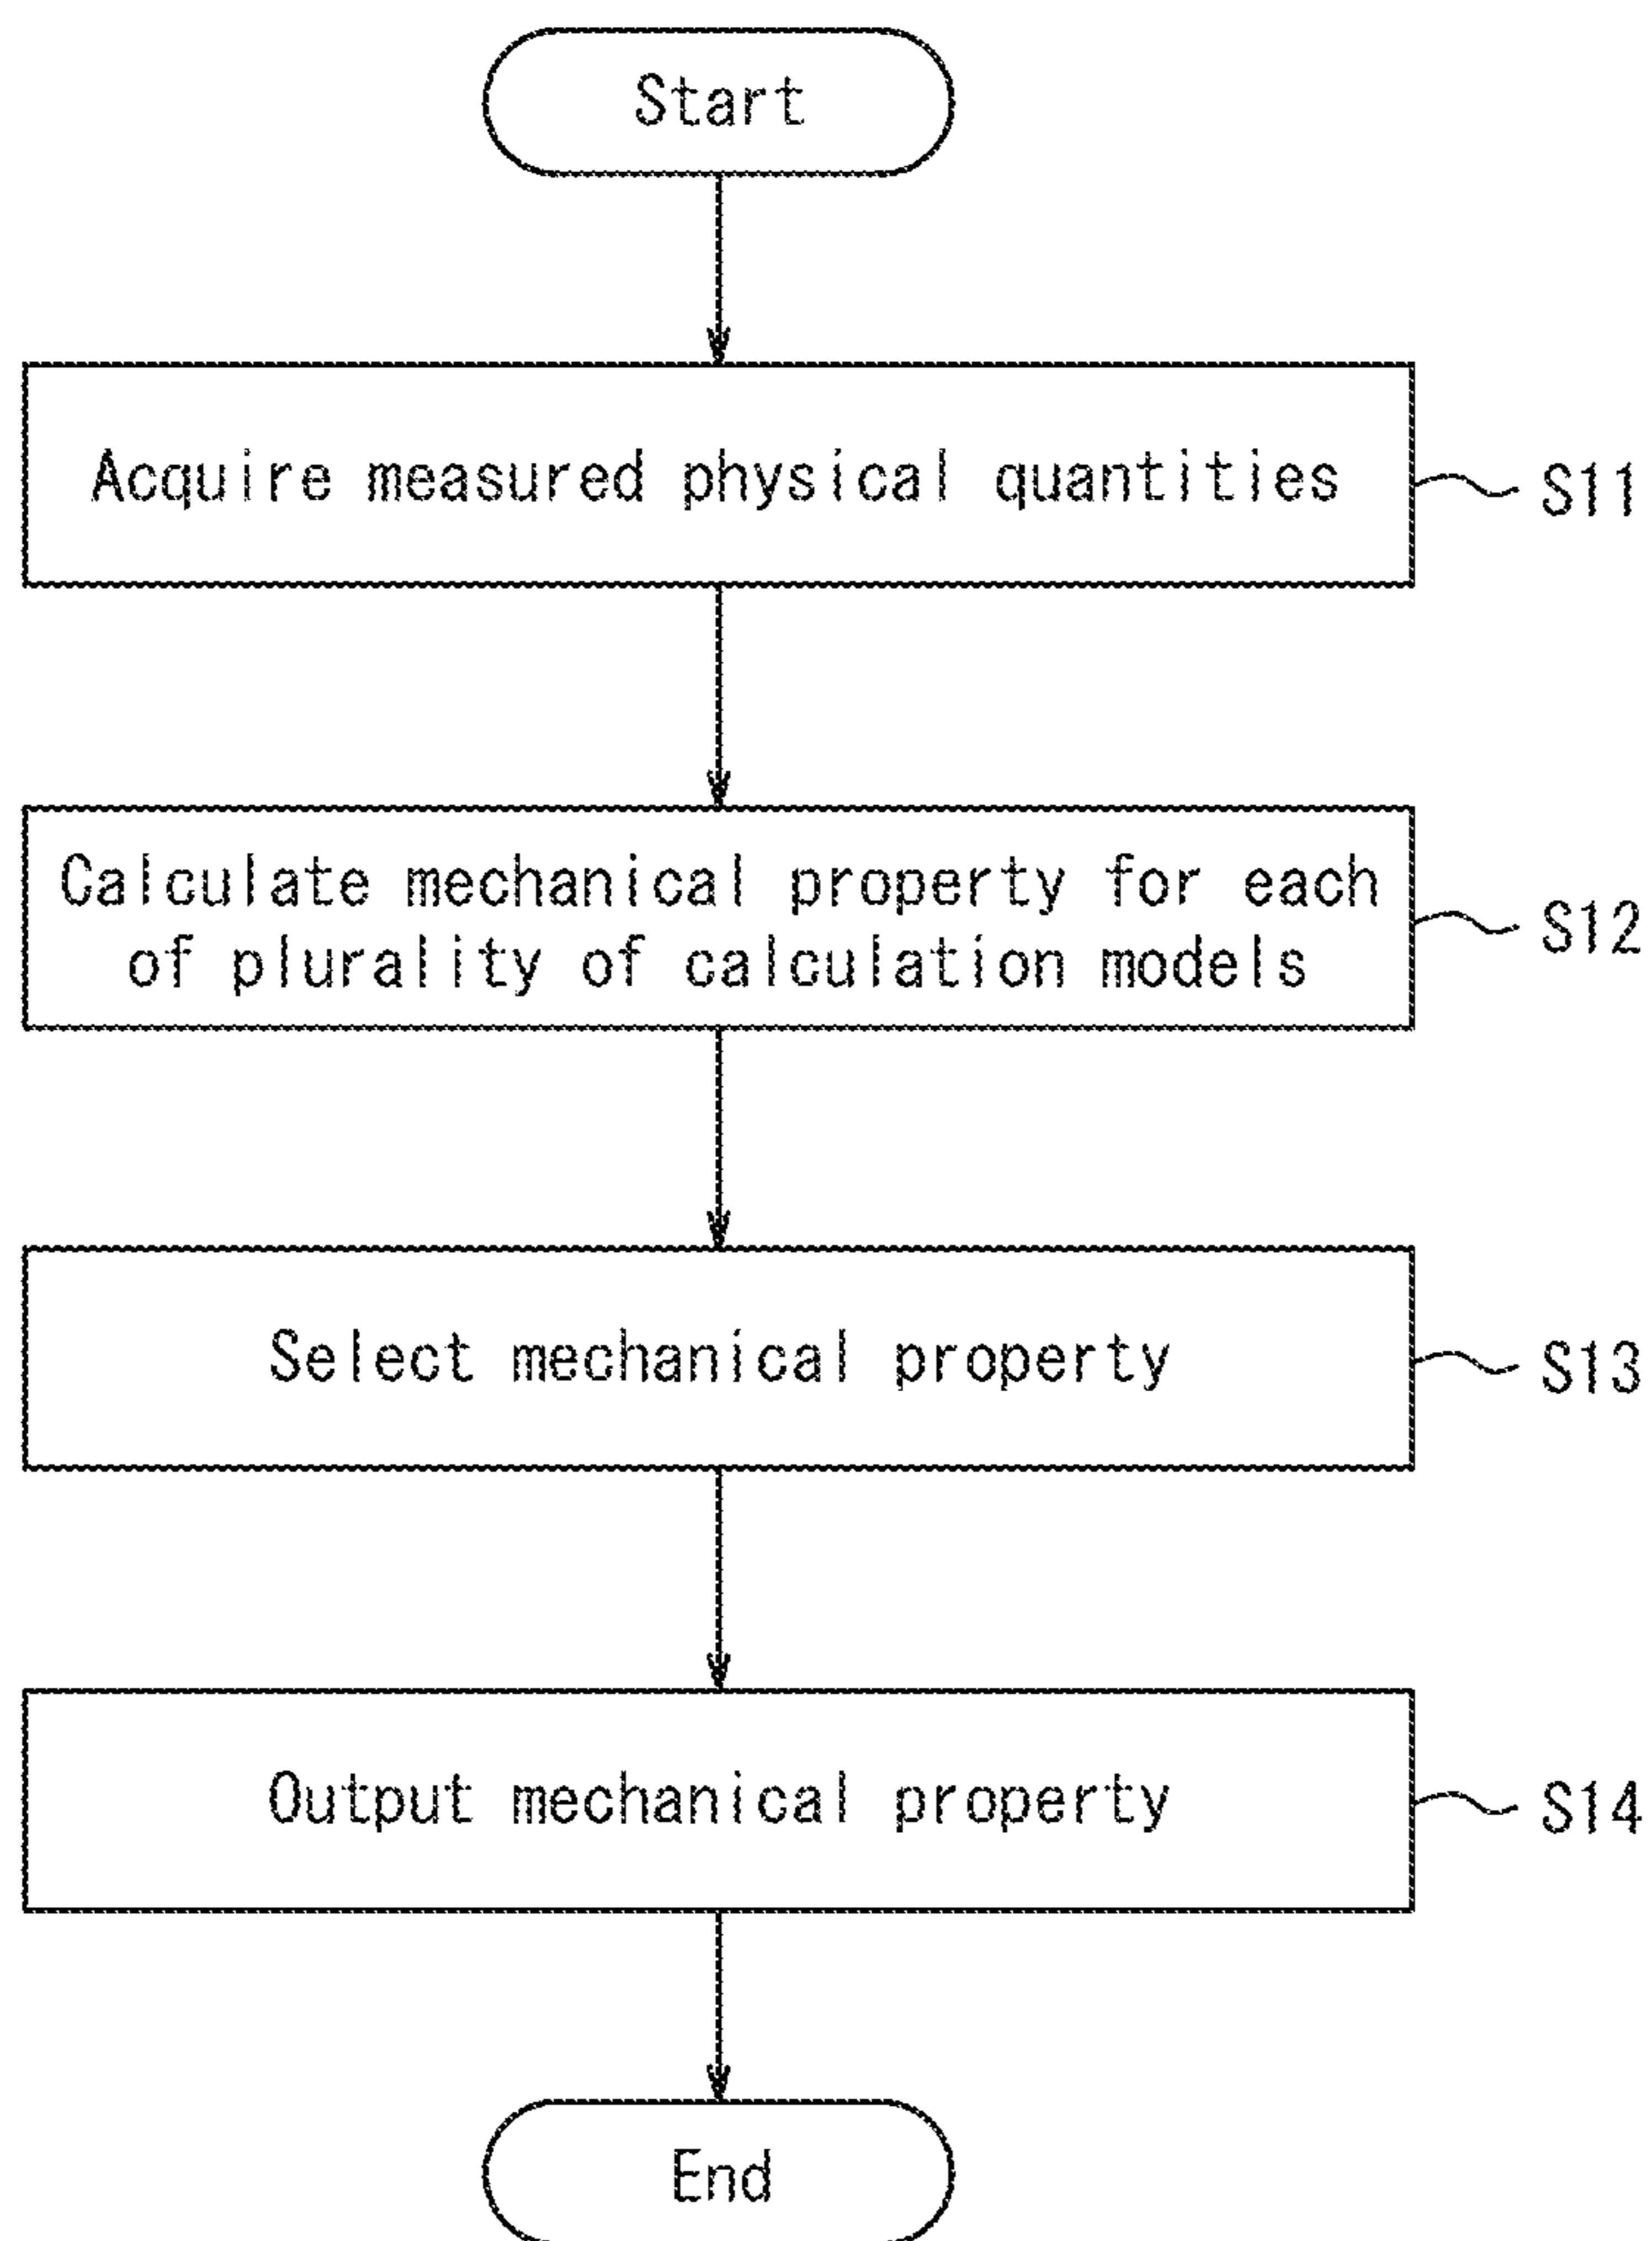 Start
Acquire measured physical quantities
S11
Calculate mechanical property for each
of plurality of calculation models
S12
Select mechanical property
S13
Output mechanical property
S14
End